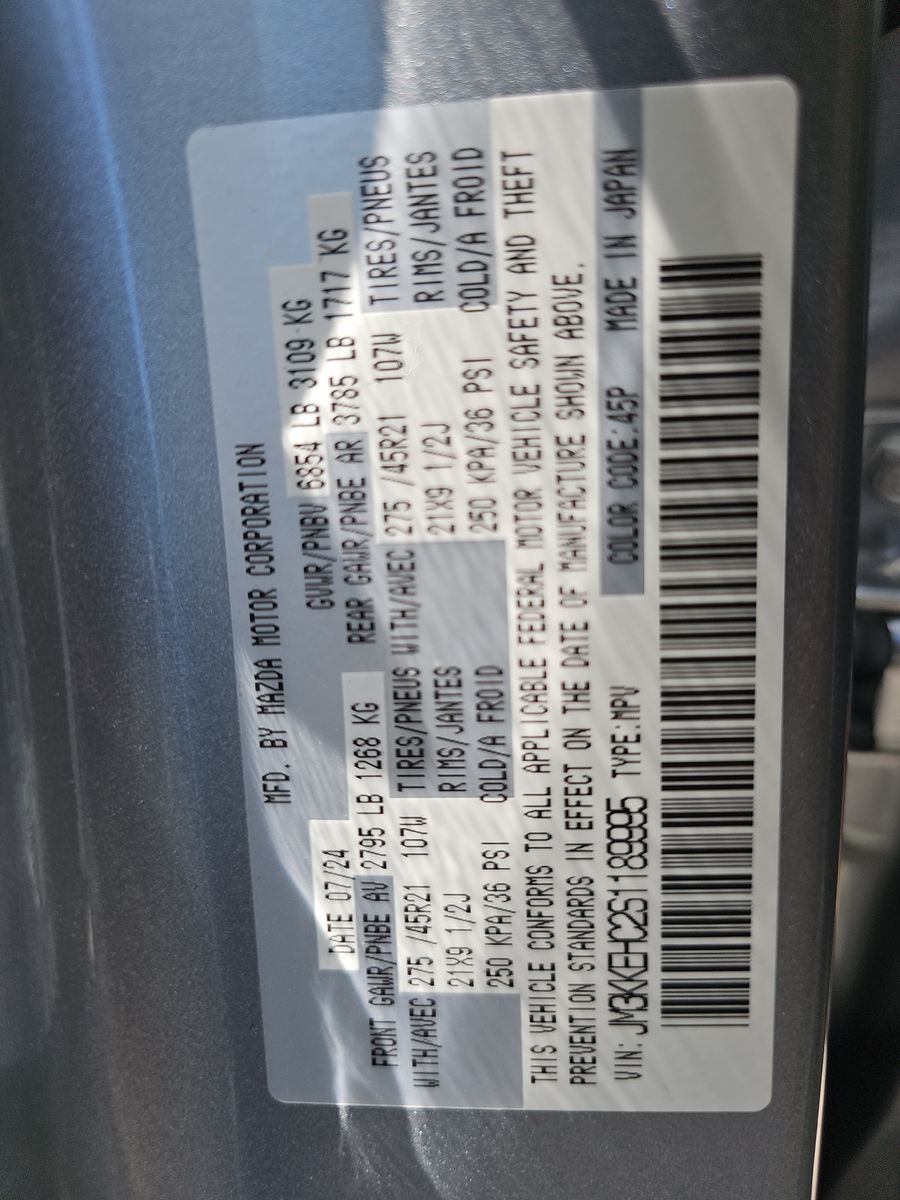 MFD. BY MAZDA MOTOR CORPORATION
DATE 07/24 GVWR/PNBV 6854 LB 3109 KG
FRONT GAWR/PNBE AV 2795 LB 1268 KG REAR GAWR/PNBE AR 3785 LB 1717 KG
WITH/AVEC 275 /45R21 107W TIRES/PNEUS WITH/AVEC 275 /45R21 107W TIRES/PNEUS
21X9 1/2J RIMS/JANTES 21X9 1/2J RIMS/JANTES
250 KPA/36 PSI COLD/A FROID 250 KPA/36 PSI COLD/A FROID
THIS VEHICLE CONFORMS TO ALL APPLICABLE FEDERAL MOTOR VEHICLE SAFETY AND THEFT
PREVENTION STANDARDS IN EFFECT ON THE DATE OF MANUFACTURE SHOWN ABOVE.
VIN: JM3KKEHC2S1189995 TYPE:MPV COLOR CODE:45P MADE IN JAPAN